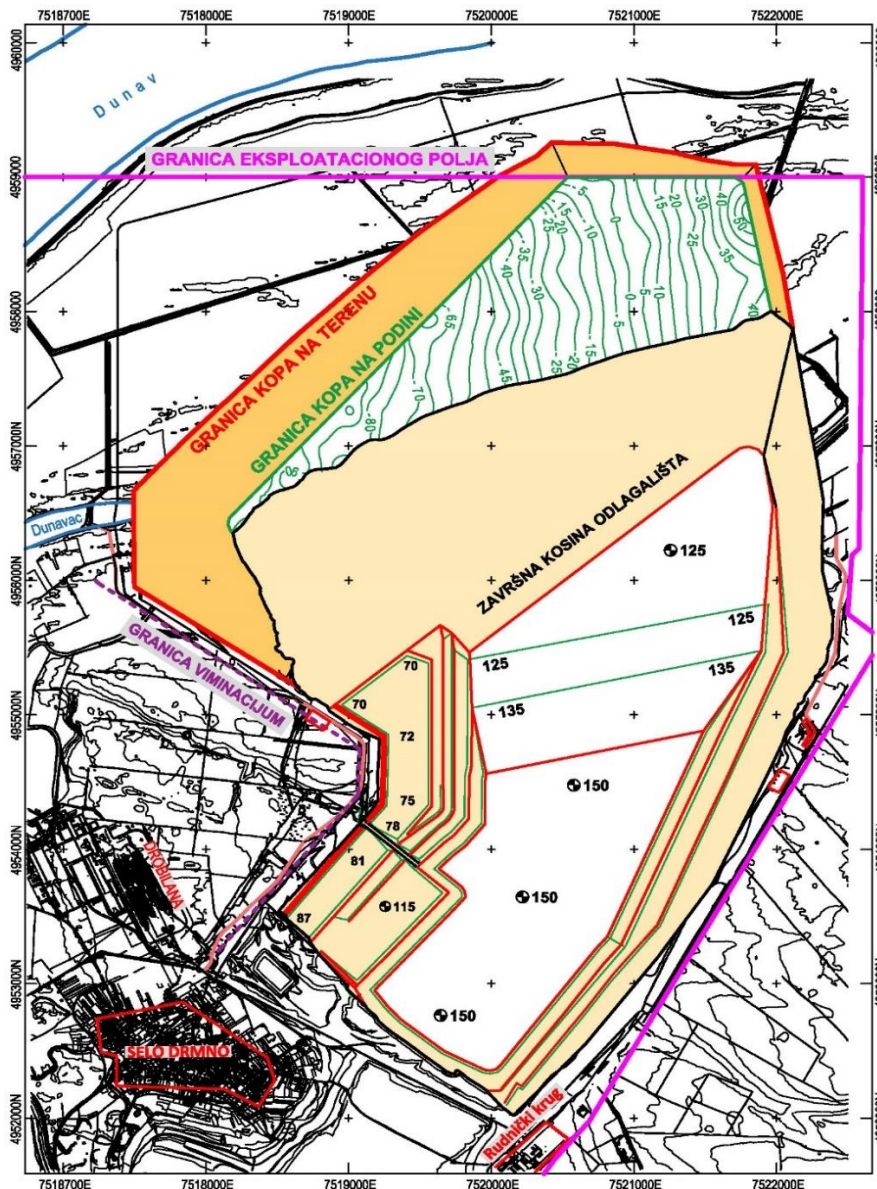 7518700E 7518000E 7519000E 7520000E 7521000E 7522000E
4960000
Dunav
GRANICA EKSPLOATACIONOG POLJA
4959000
4958000
GRANICA KOPA NA TERENU
GRANICA KOPA NA PODINI
4957000N
ZAVRŠNA KOSINA ODLAGALIŠTA
Dunavac
125
4956000N
GRANICA VIMINACIJUM
125
125
70
135
135
70
4955000N
72
150
75
78
4954000N
81
DROBILANA
115
150
87
4953000N
150
SELO DRMNO
Rudnički krug
4952000N
7518700E 7518000E 7519000E 7520000E 7521000E 7522000E